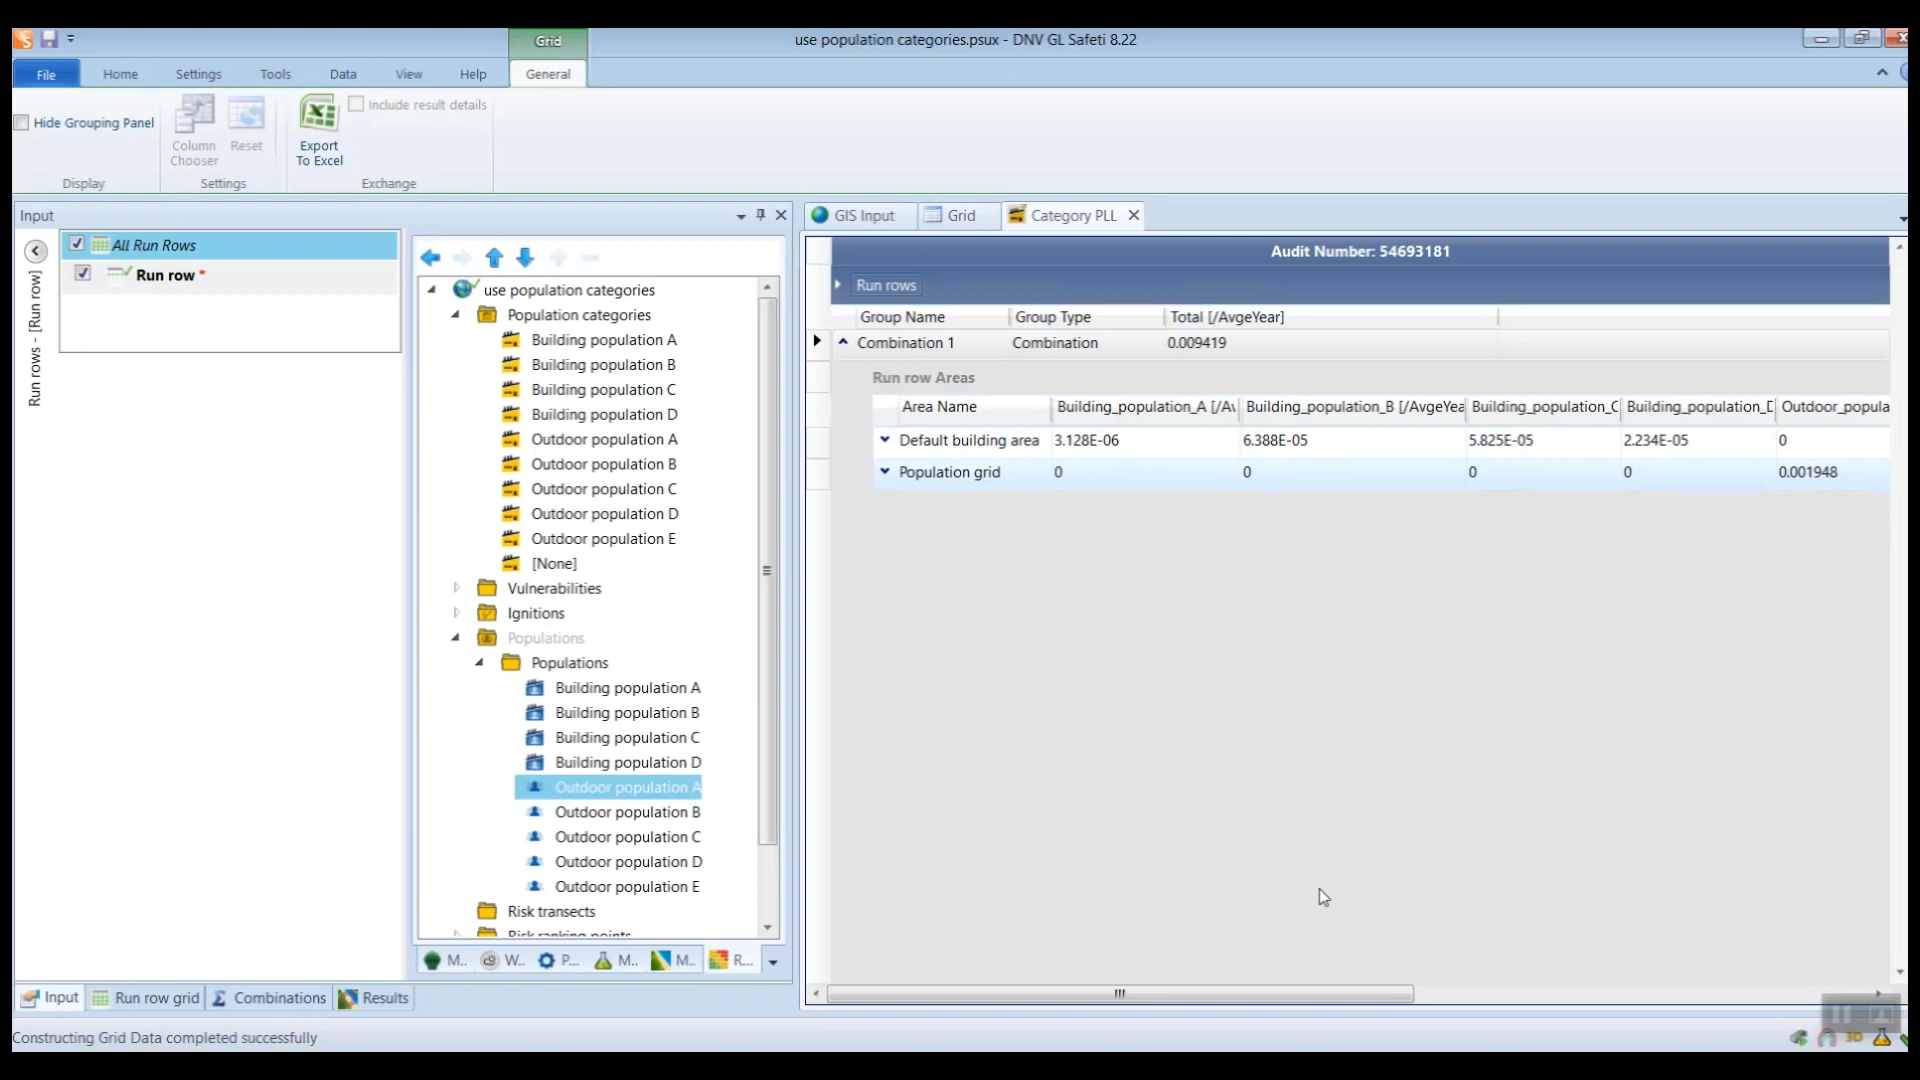 use population categories.psux - DNV GL Safeti 8.22
Grid
File Home Settings Tools Data View Help General
Hide Grouping Panel
Column Chooser
Reset
Export To Excel
Include result details
Display
Settings
Exchange
Input
Run rows - [Run row]
All Run Rows
Run row *
use population categories
Population categories
Building population A
Building population B
Building population C
Building population D
Outdoor population A
Outdoor population B
Outdoor population C
Outdoor population D
Outdoor population E
[None]
Vulnerabilities
Ignitions
Populations
Populations
Building population A
Building population B
Building population C
Building population D
Outdoor population A
Outdoor population B
Outdoor population C
Outdoor population D
Outdoor population E
Risk transects
Risk ranking points
M.. W.. P... M.. M.. R...
GIS Input Grid Category PLL
Audit Number: 54693181
Run rows
Group Name Group Type Total [/AvgeYear]
Combination 1 Combination 0.009419
Run row Areas
Area Name Building_population_A [/Av Building_population_B [/AvgeYea Building_population_C Building_population_D Outdoor_popula
Default building area 3.128E-06 6.388E-05 5.825E-05 2.234E-05 0
Population grid 0 0 0 0 0.001948
Input Run row grid Combinations Results
Constructing Grid Data completed successfully
3D